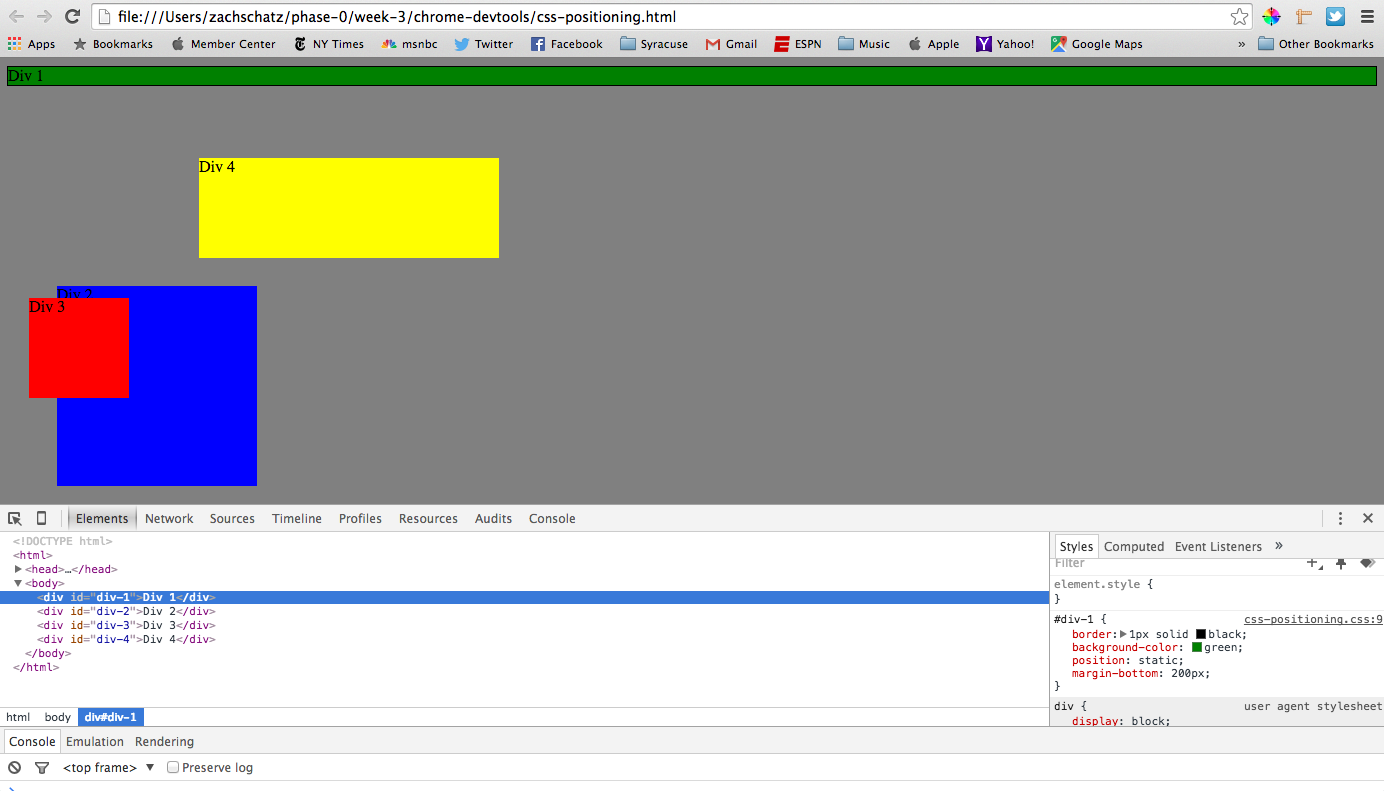 file:///Users/zachschatz/phase-0/week-3/chrome-devtools/css-positioning.html
Apps Bookmarks Member Center NY Times msnbc Twitter Facebook Syracuse Gmail ESPN Music Apple Yahoo! Google Maps » Other Bookmarks
Div 1
Div 4
Div 2
Div 3
Elements Network Sources Timeline Profiles Resources Audits Console
<!DOCTYPE html>
<html>
<head>…</head>
<body>
<div id="div-1">Div 1</div>
<div id="div-2">Div 2</div>
<div id="div-3">Div 3</div>
<div id="div-4">Div 4</div>
</body>
</html>
html body div#div-1
Styles Computed Event Listeners »
Filter
element.style {
}
#div-1 { css-positioning.css:9
border: 1px solid black;
background-color: green;
position: static;
margin-bottom: 200px;
}
div { user agent stylesheet
display: block;
Console Emulation Rendering
<top frame> Preserve log